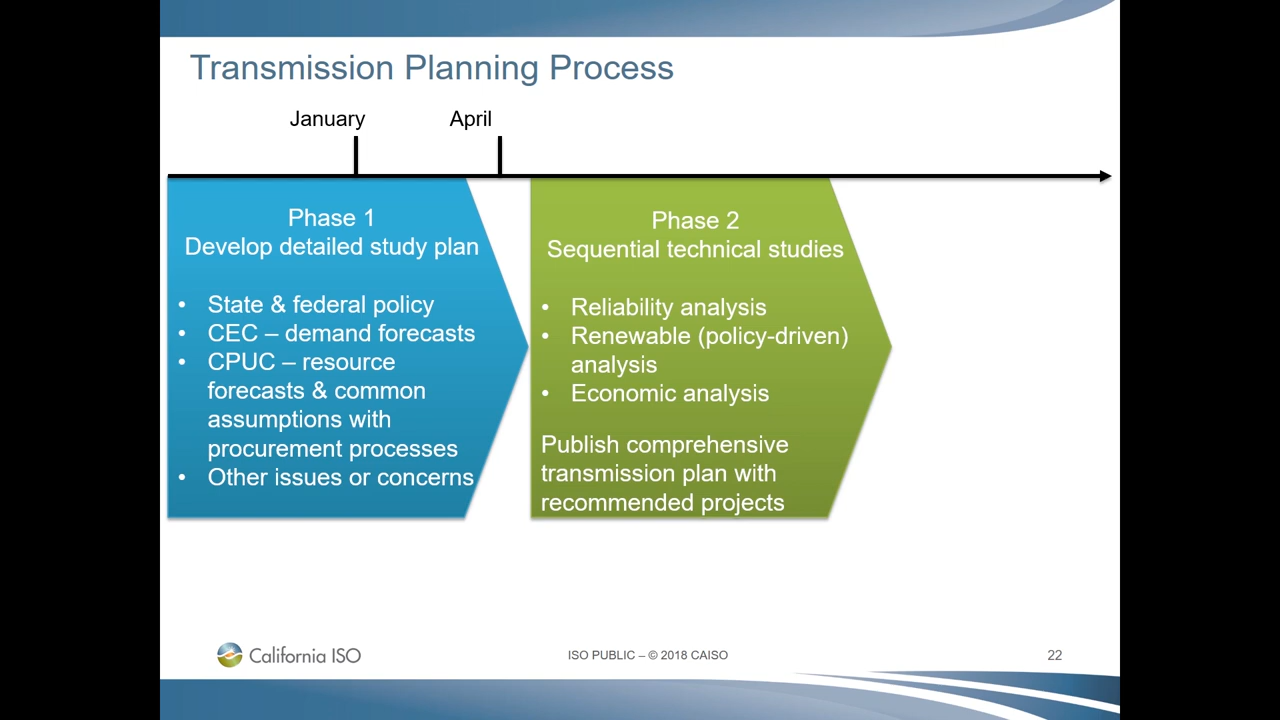 Transmission Planning Process
January
April
Phase 1
Develop detailed study plan
• State & federal policy
• CEC – demand forecasts
• CPUC – resource
forecasts & common
assumptions with
procurement processes
• Other issues or concerns
Phase 2
Sequential technical studies
• Reliability analysis
• Renewable (policy-driven)
analysis
• Economic analysis
Publish comprehensive
transmission plan with
recommended projects
California ISO
ISO PUBLIC – © 2018 CAISO
22